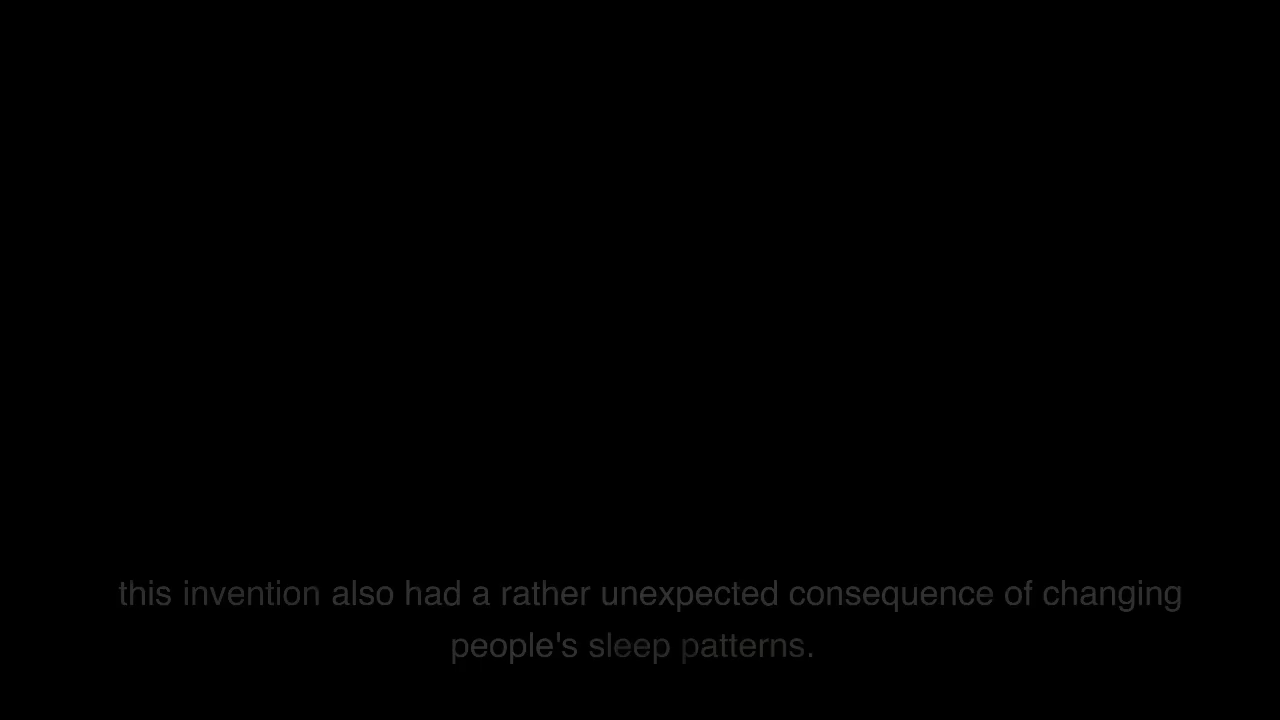 this invention also had a rather unexpected consequence of changing
people's sleep patterns.